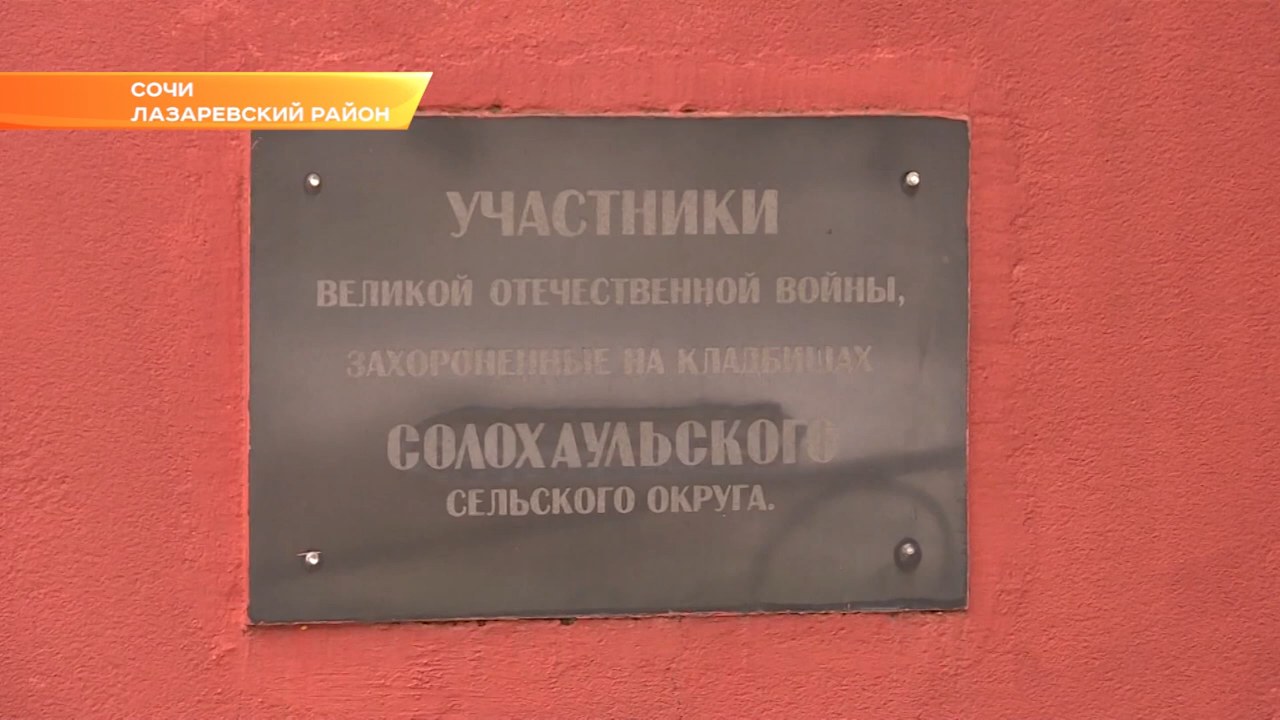 СОЧИ
ЛАЗАРЕВСКИЙ РАЙОН
УЧАСТНИКИ
ВЕЛИКОЙ ОТЕЧЕСТВЕННОЙ ВОЙНЫ,
ЗАХОРОНЕННЫЕ НА КЛАДБИЩАХ
СОЛОХАУЛЬСКОГО
СЕЛЬСКОГО ОКРУГА.